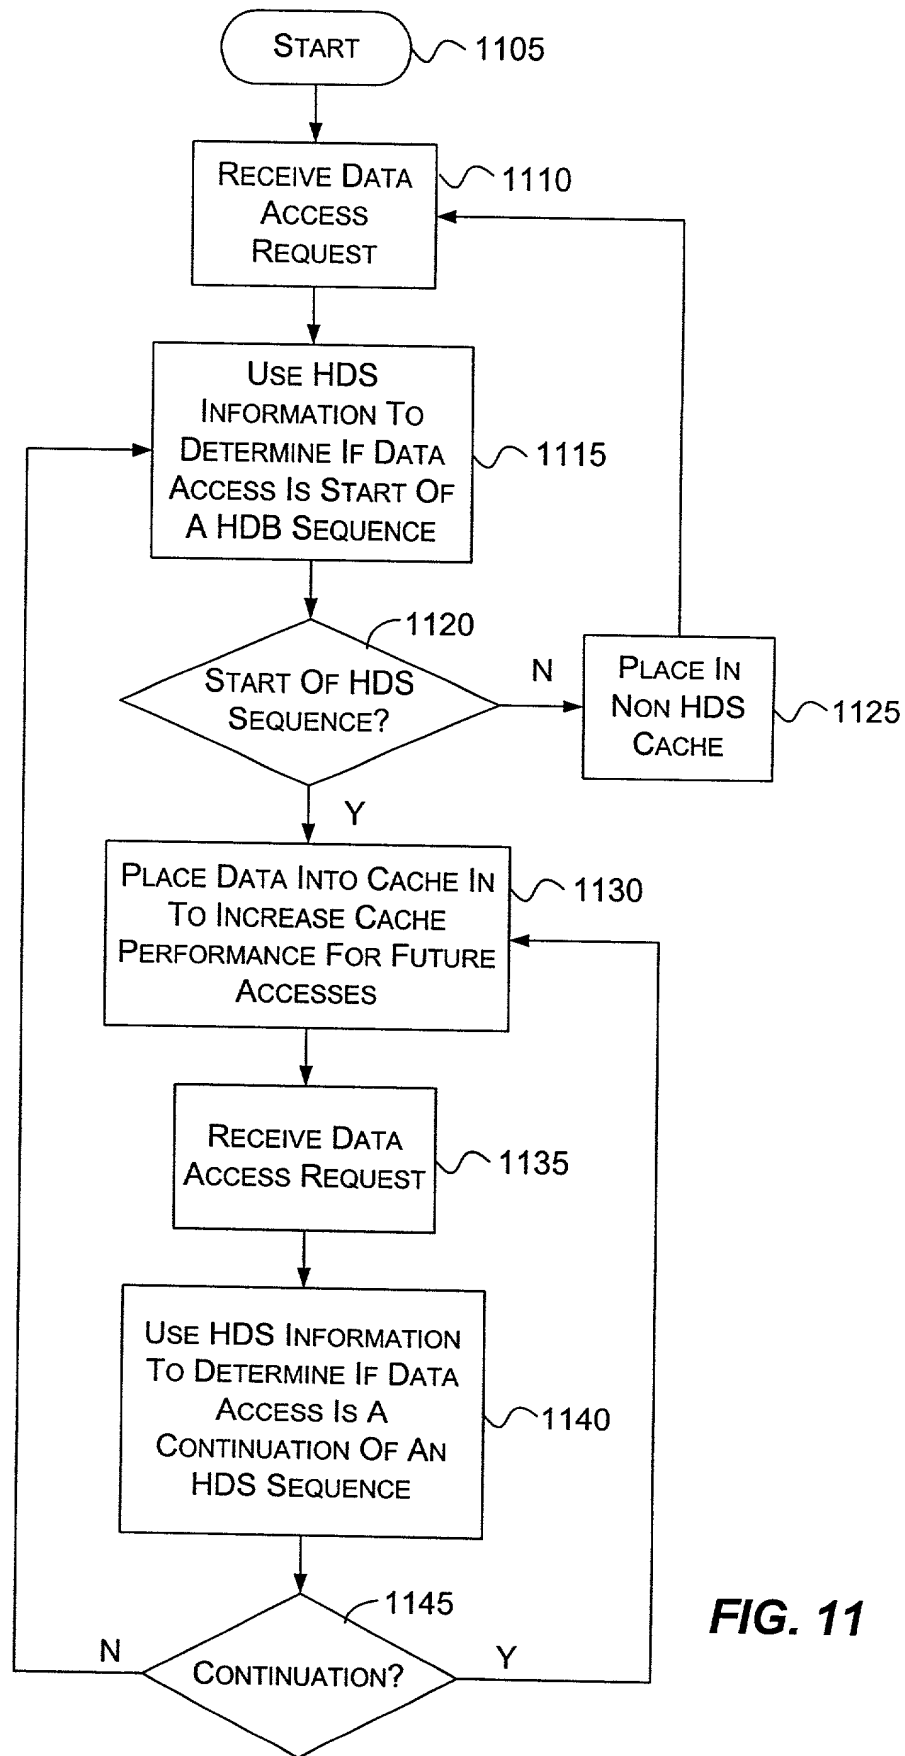 START
1105
RECEIVE DATA
ACCESS
REQUEST
1110
USE HDS
INFORMATION TO
DETERMINE IF DATA
ACCESS IS START OF
A HDB SEQUENCE
1115
1120
START OF HDS
SEQUENCE?
N
PLACE IN
NON HDS
CACHE
1125
Y
PLACE DATA INTO CACHE IN
TO INCREASE CACHE
PERFORMANCE FOR FUTURE
ACCESSES
1130
RECEIVE DATA
ACCESS REQUEST
1135
USE HDS INFORMATION
TO DETERMINE IF DATA
ACCESS IS A
CONTINUATION OF AN
HDS SEQUENCE
1140
1145
CONTINUATION?
N
Y
FIG. 11